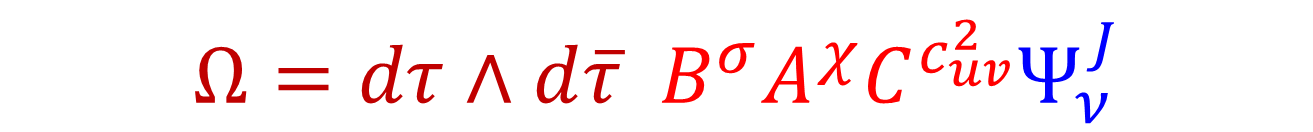 Ω = dτ ∧ dτ̄ B^σ A^χ C^{c_{uv}^2} Ψ_ν^J